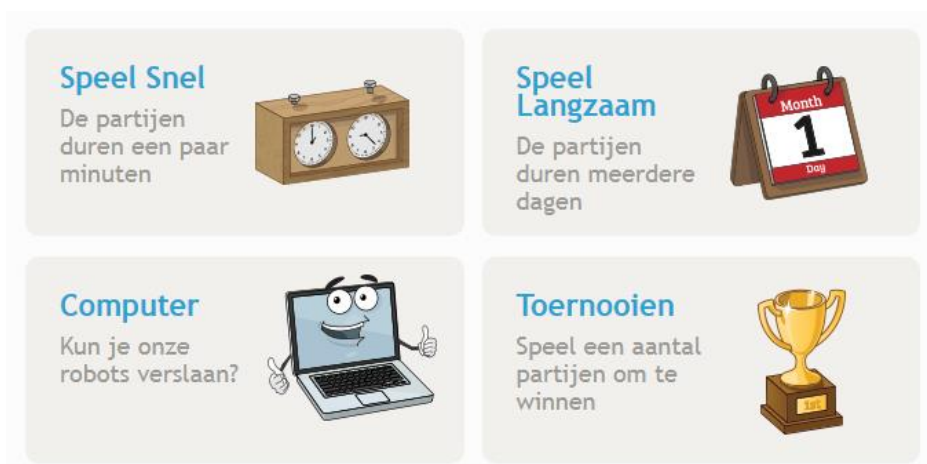 Speel Snel
De partijen
duren een paar
minuten
Speel
Langzaam
De partijen
duren meerdere
dagen
Month
1
Day
Computer
Kun je onze
robots verslaan?
Toernooien
Speel een aantal
partijen om te
winnen
1st